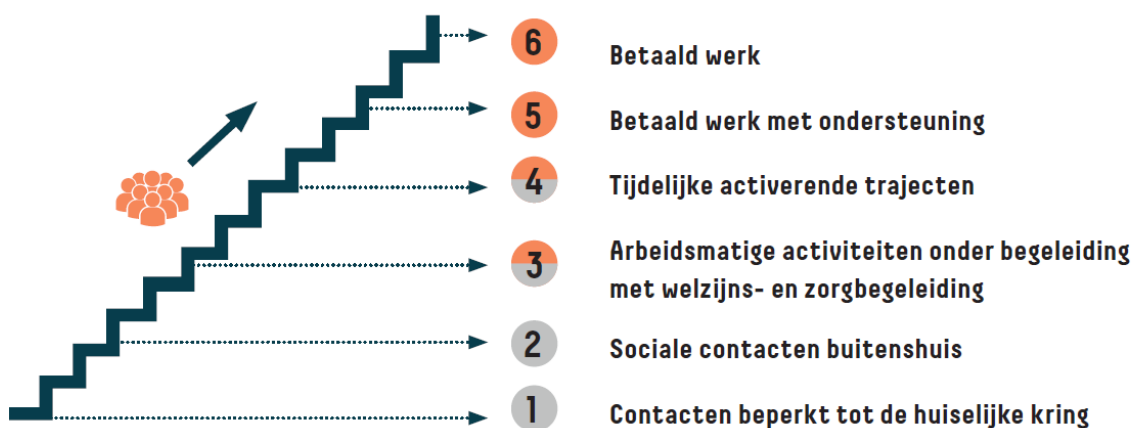 6 Betaald werk
5 Betaald werk met ondersteuning
4 Tijdelijke activerende trajecten
3 Arbeidsmatige activiteiten onder begeleiding
met welzijns- en zorgbegeleiding
2 Sociale contacten buitenshuis
1 Contacten beperkt tot de huiselijke kring